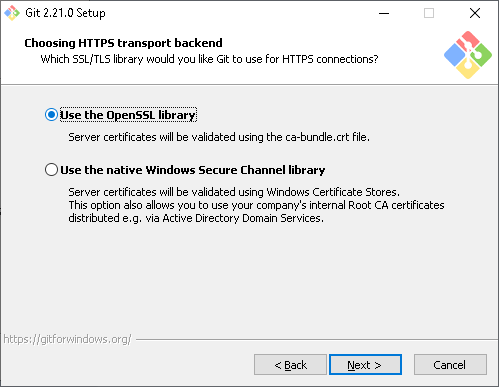 Git 2.21.0 Setup
Choosing HTTPS transport backend
Which SSL/TLS library would you like Git to use for HTTPS connections?
Use the OpenSSL library
Server certificates will be validated using the ca-bundle.crt file.
Use the native Windows Secure Channel library
Server certificates will be validated using Windows Certificate Stores.
This option also allows you to use your company's internal Root CA certificates
distributed e.g. via Active Directory Domain Services.
https://gitforwindows.org/
< Back
Next >
Cancel